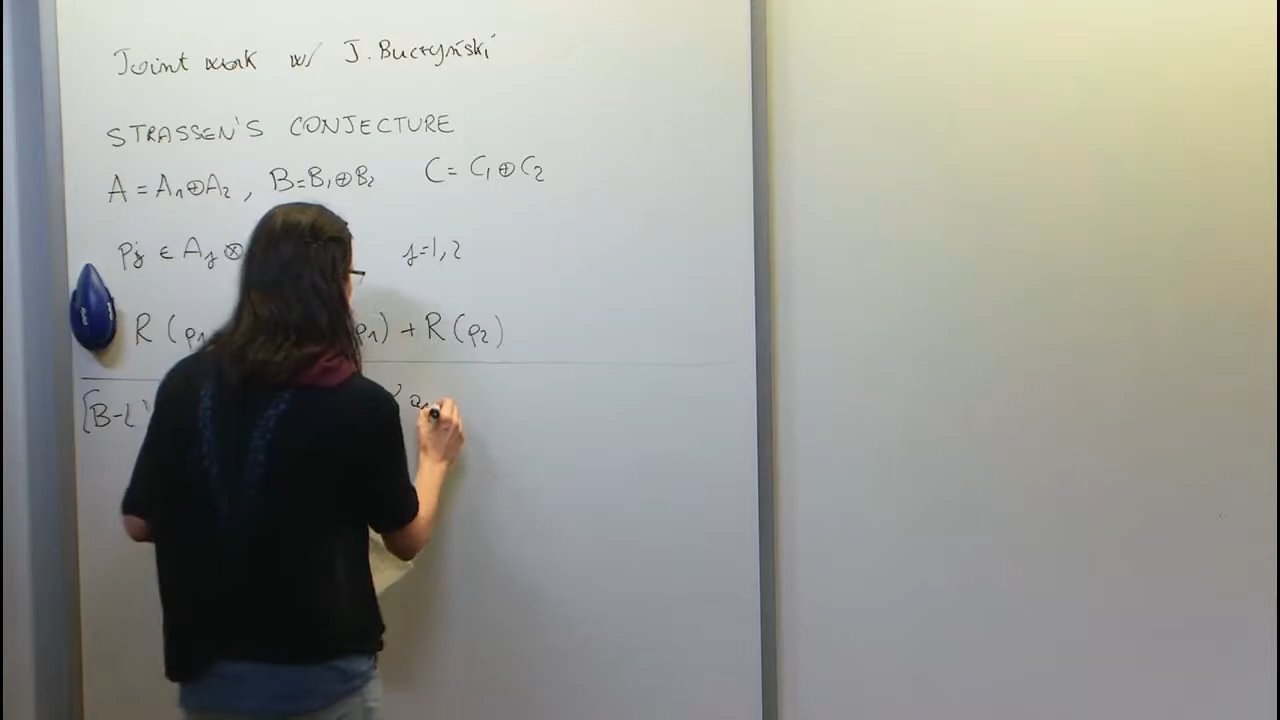 Joint work w/ J. Buczyński
STRASSEN'S CONJECTURE
A = A₁⊕A₂, B=B₁⊕B₂ C= C₁⊕C₂
pj ∈ Aj ⊗ j=1,2
R (p₁ p₁) + R(p₂)
[B-L'